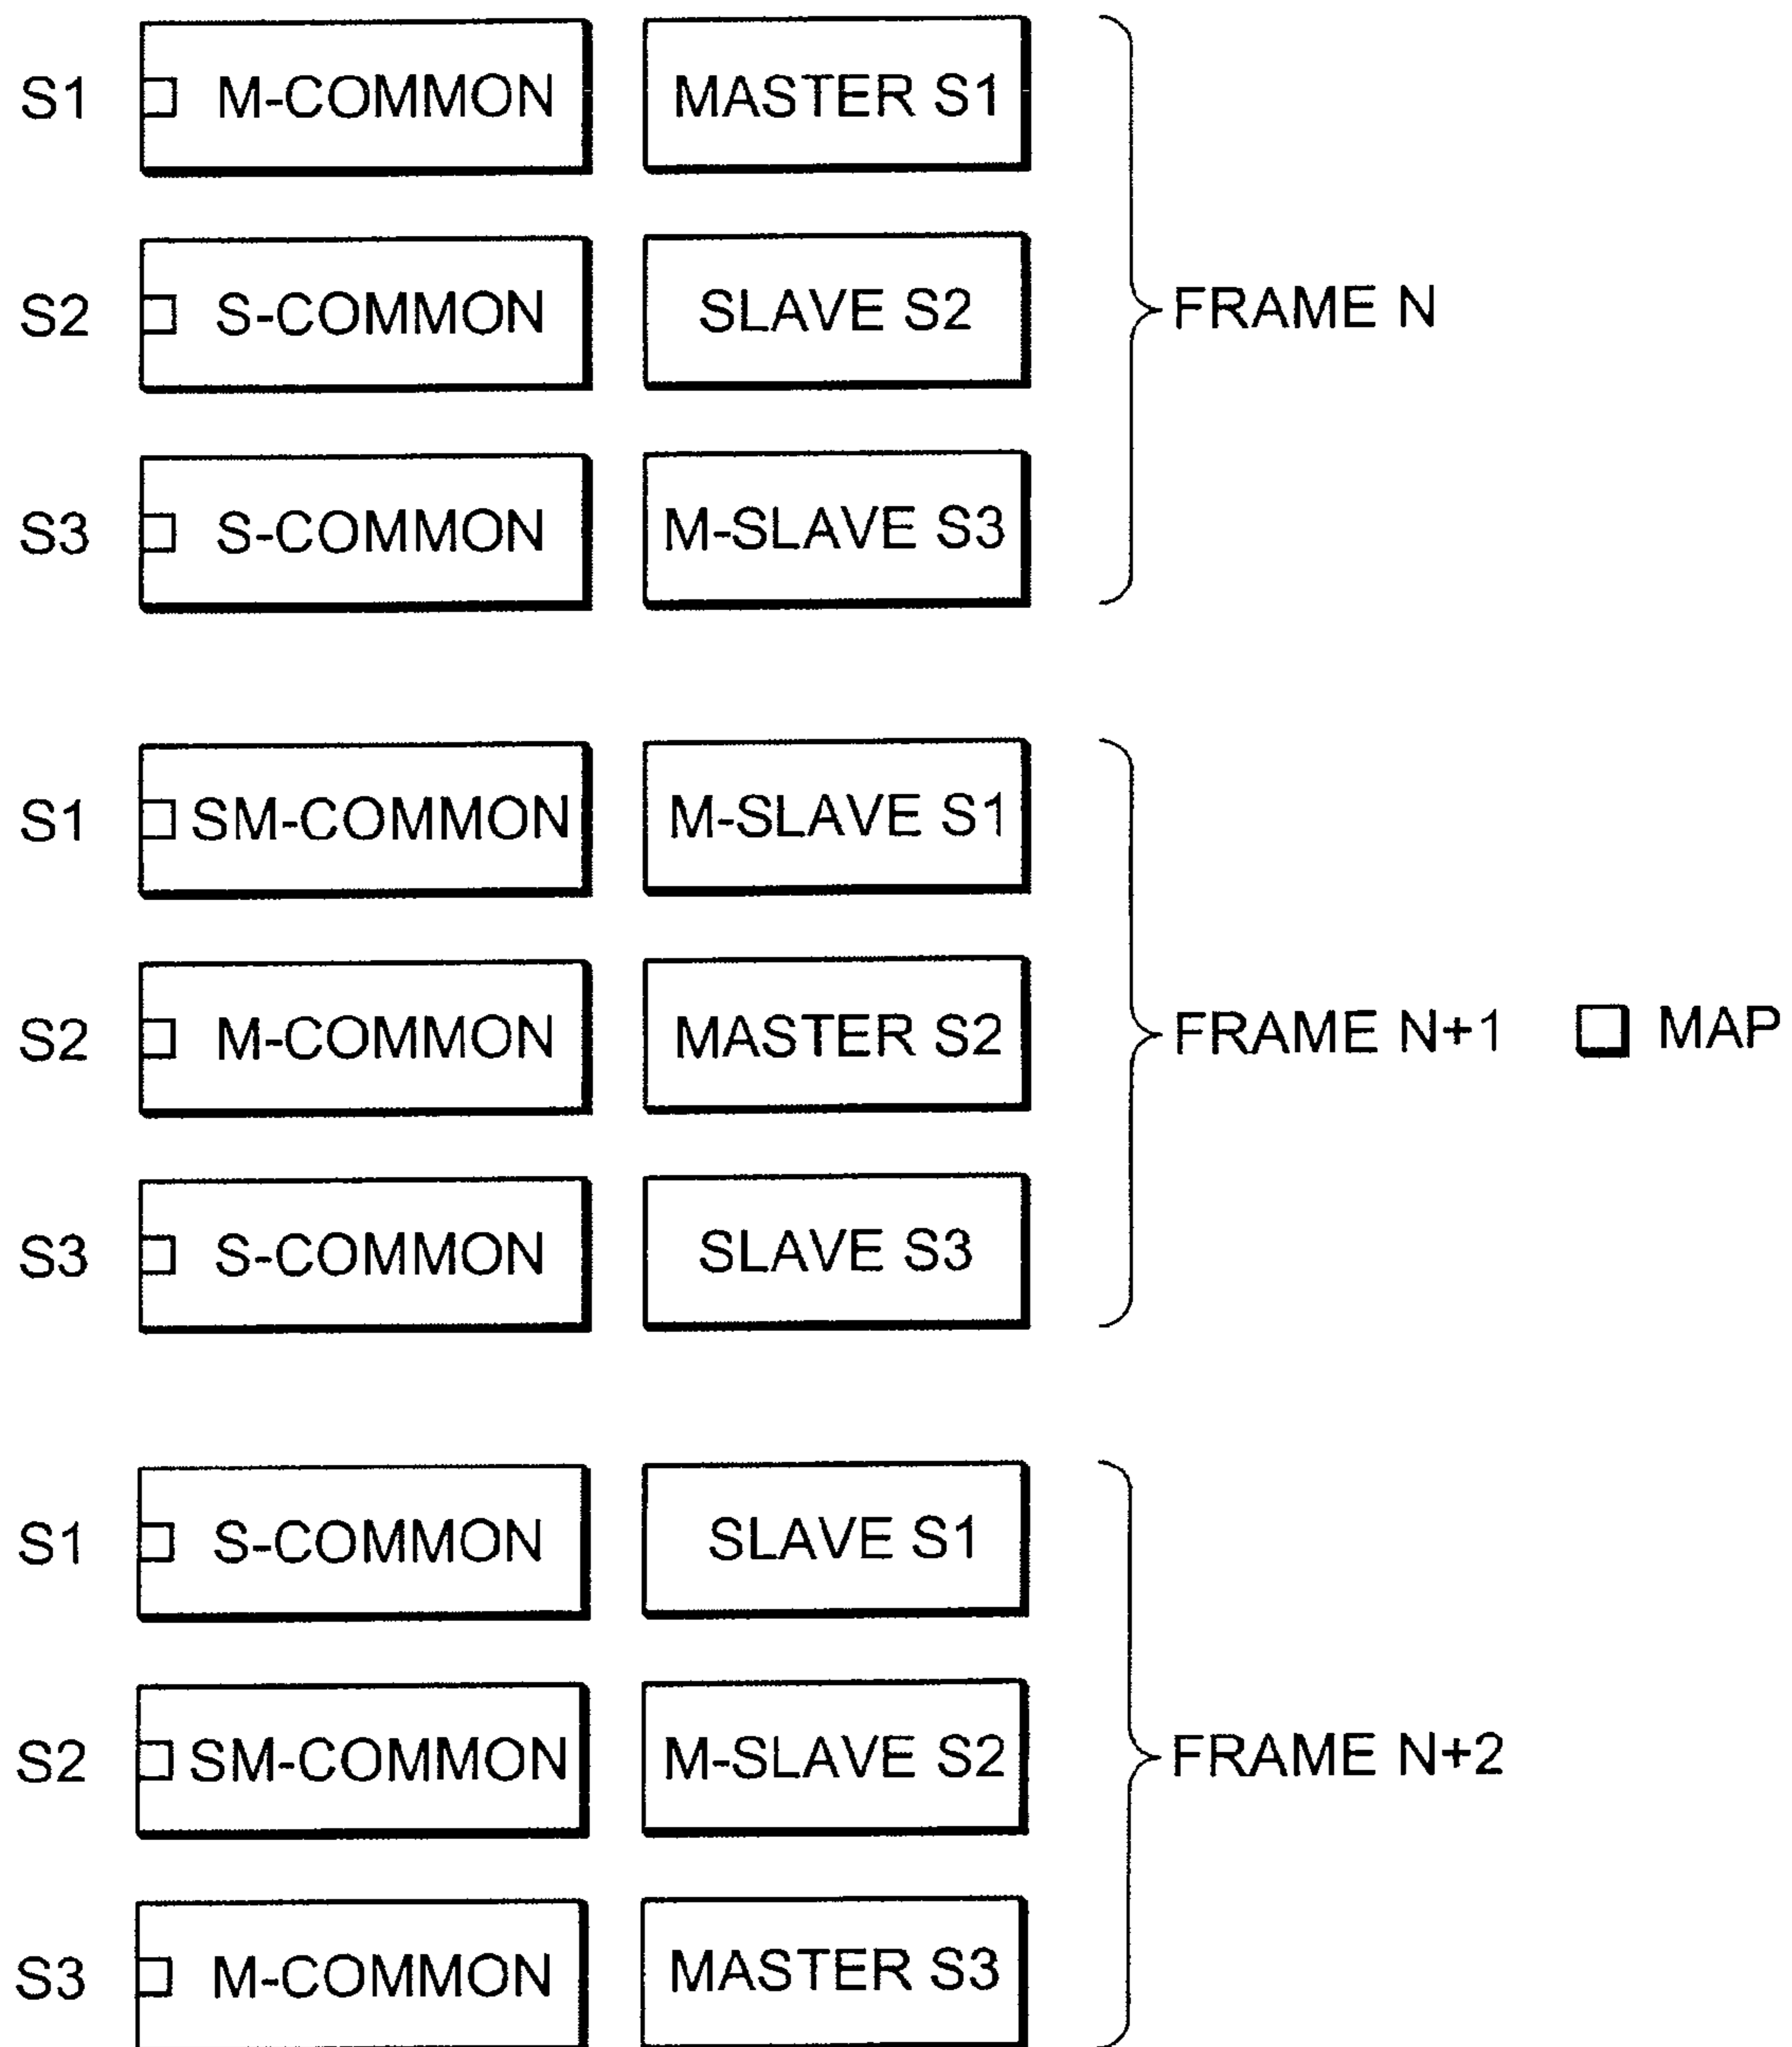 S1 M-COMMON MASTER S1
S2 S-COMMON SLAVE S2 FRAME N
S3 S-COMMON M-SLAVE S3
S1 SM-COMMON M-SLAVE S1
S2 M-COMMON MASTER S2 FRAME N+1 MAP
S3 S-COMMON SLAVE S3
S1 S-COMMON SLAVE S1
S2 SM-COMMON M-SLAVE S2 FRAME N+2
S3 M-COMMON MASTER S3